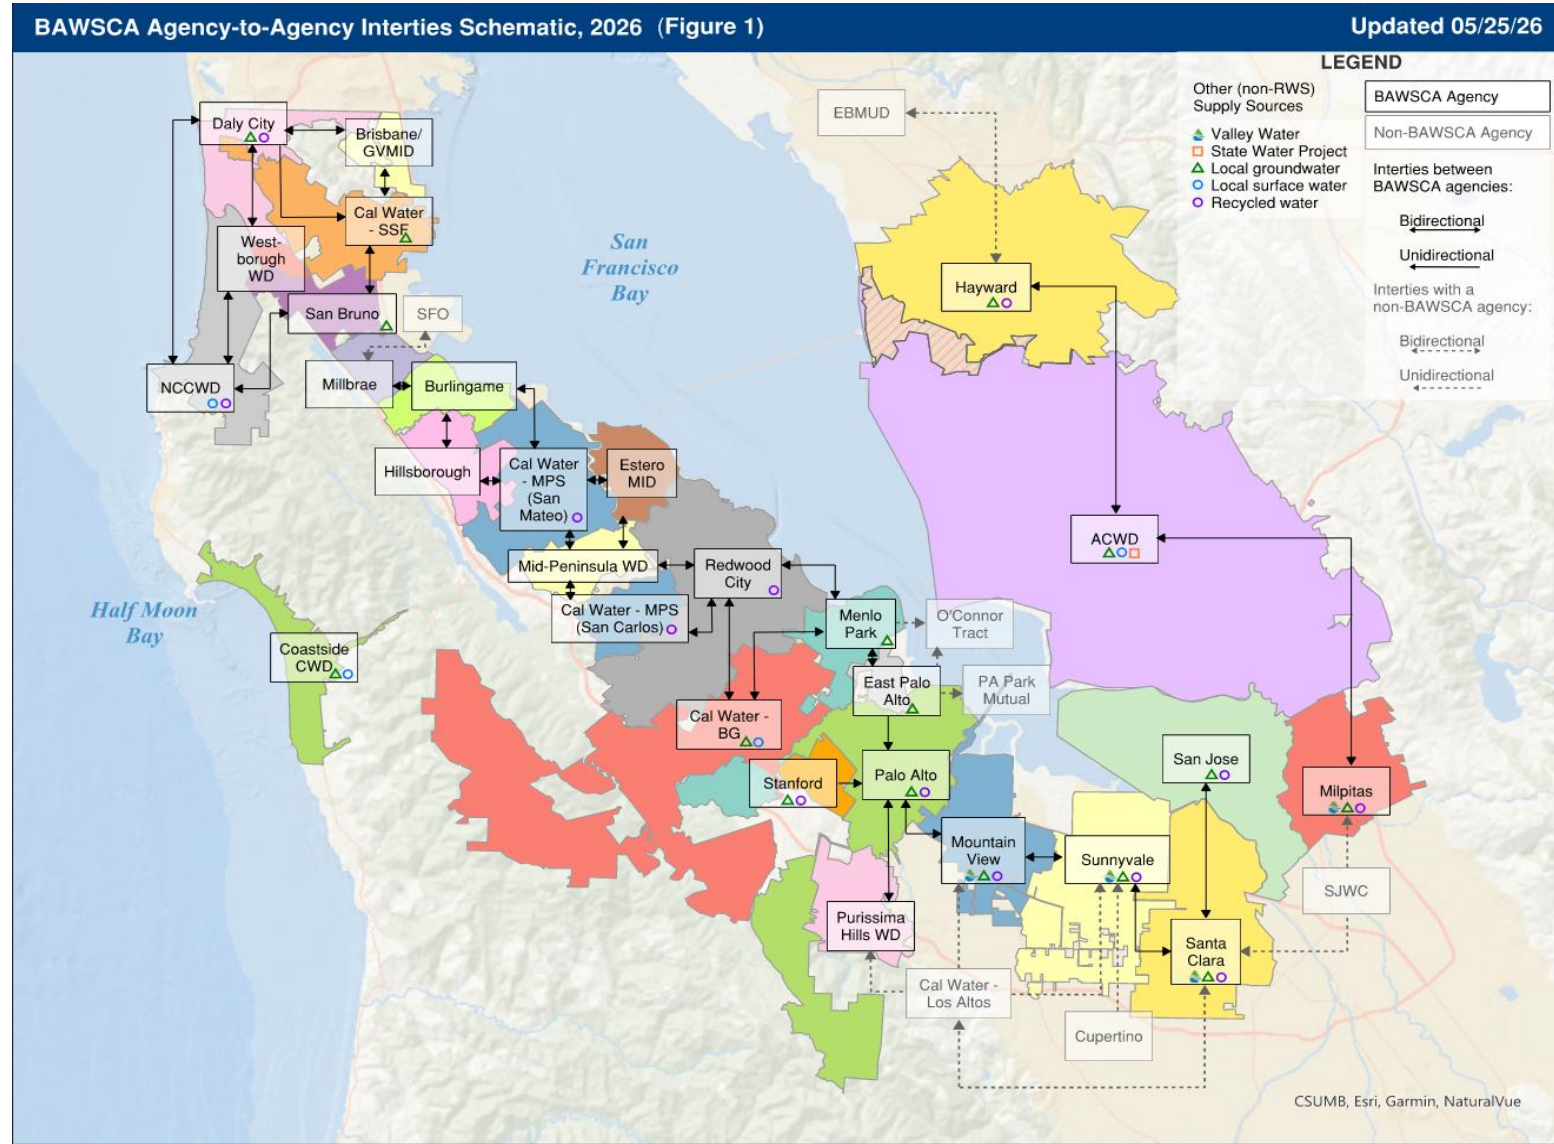 BAWSCA Agency-to-Agency Interties Schematic, 2026 (Figure 1)
Updated 05/25/26
LEGEND
Other (non-RWS)
Supply Sources
Valley Water
State Water Project
Local groundwater
Local surface water
Recycled water
BAWSCA Agency
Non-BAWSCA Agency
Interties between
BAWSCA agencies:
Bidirectional
Unidirectional
Interties with a
non-BAWSCA agency:
Bidirectional
Unidirectional
Daly City
Brisbane/
GVMID
Cal Water
- SSF
West-
borough
WD
San Bruno
SFO
NCCWD
Millbrae
Burlingame
Hillsborough
Cal Water
- MPS
(San
Mateo)
Estero
MID
Mid-Peninsula WD
Redwood
City
Cal Water - MPS
(San Carlos)
Menlo
Park
O'Connor
Tract
East Palo
Alto
PA Park
Mutual
Coastside
CWD
Cal Water -
BG
Stanford
Palo Alto
Mountain
View
Sunnyvale
San Jose
Milpitas
SJWC
Purissima
Hills WD
Santa
Clara
Cal Water -
Los Altos
Cupertino
EBMUD
Hayward
ACWD
San
Francisco
Bay
Half Moon
Bay
CSUMB, Esri, Garmin, NaturalVue